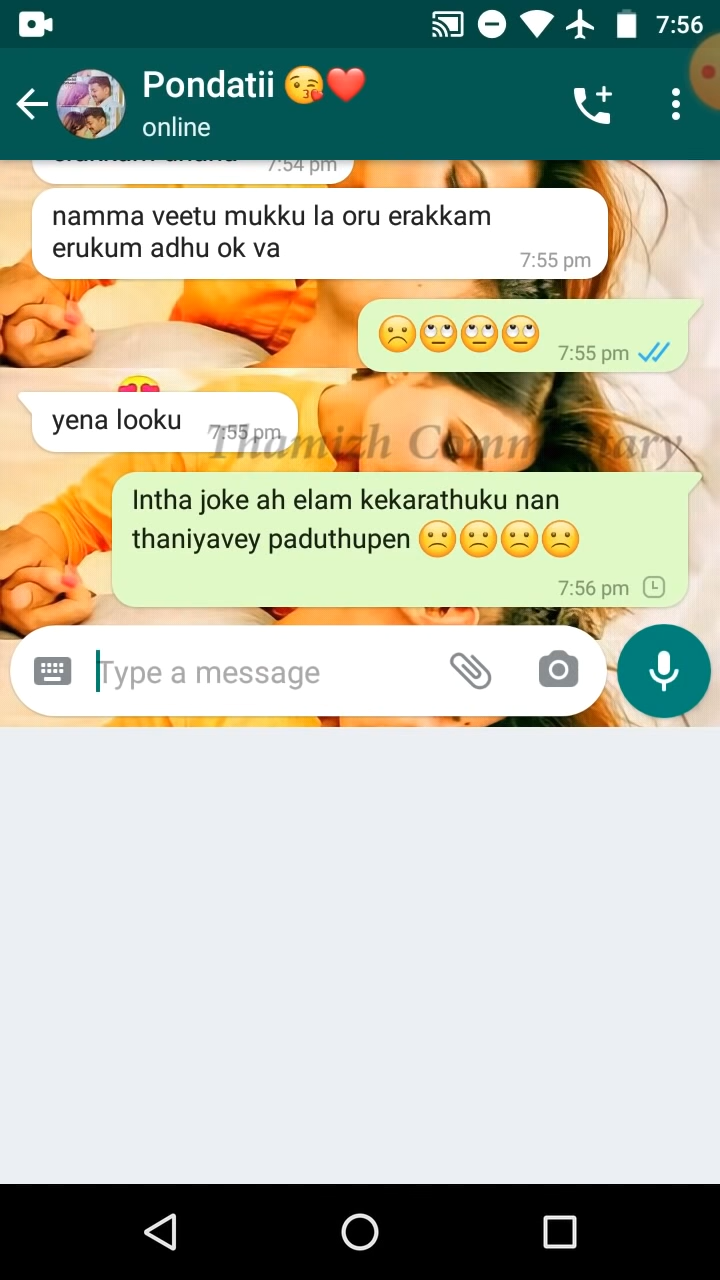 7:56
Pondatii 😘❤️
online
7:54 pm
namma veetu mukku la oru erakkam
erukum adhu ok va
7:55 pm
☹️🙄🙄🙄
7:55 pm
yena looku
7:55 pm
Thamizh Commentary
Intha joke ah elam kekarathuku nan
thaniyavey paduthupen 😕😕😕😕
7:56 pm
Type a message